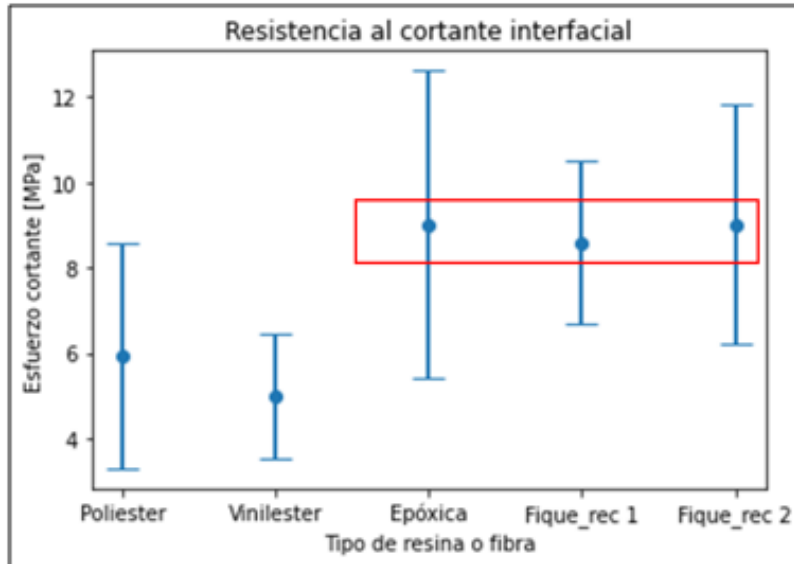 Resistencia al cortante interfacial
Esfuerzo cortante [MPa]
12
10
8
6
4
Poliester Vinilester Epóxica Fique_rec 1 Fique_rec 2
Tipo de resina o fibra